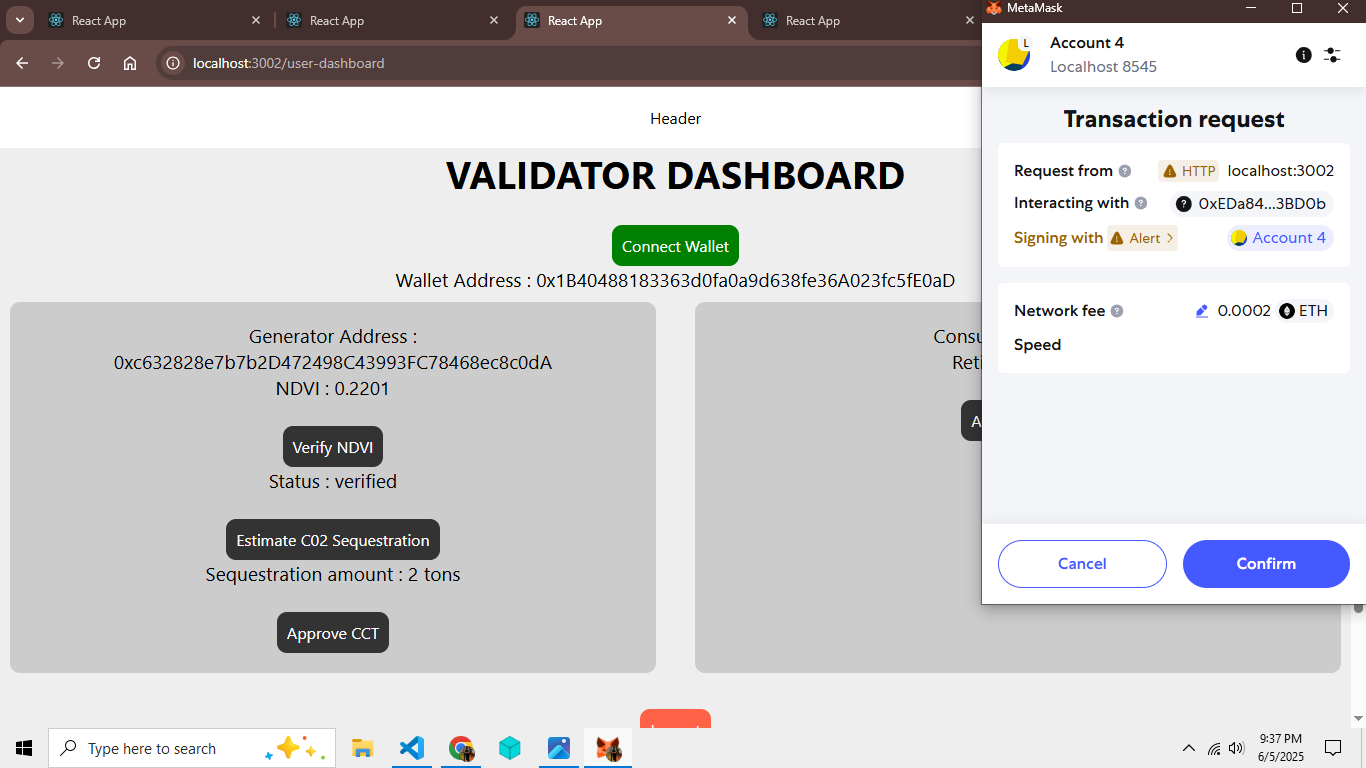 React App
React App
React App
React App
MetaMask
localhost:3002/user-dashboard
Header
VALIDATOR DASHBOARD
Connect Wallet
Wallet Address : 0x1B40488183363d0fa0a9d638fe36A023fc5fE0aD
Generator Address :
0xc632828e7b7b2D472498C43993FC78468ec8c0dA
NDVI : 0.2201
Verify NDVI
Status : verified
Estimate C02 Sequestration
Sequestration amount : 2 tons
Approve CCT
L
Account 4
Localhost 8545
Transaction request
Request from HTTP localhost:3002
Interacting with 0xEDa84...3BD0b
Signing with Alert Account 4
Network fee 0.0002 ETH
Speed
Cancel
Confirm
Type here to search
9:37 PM
6/5/2025